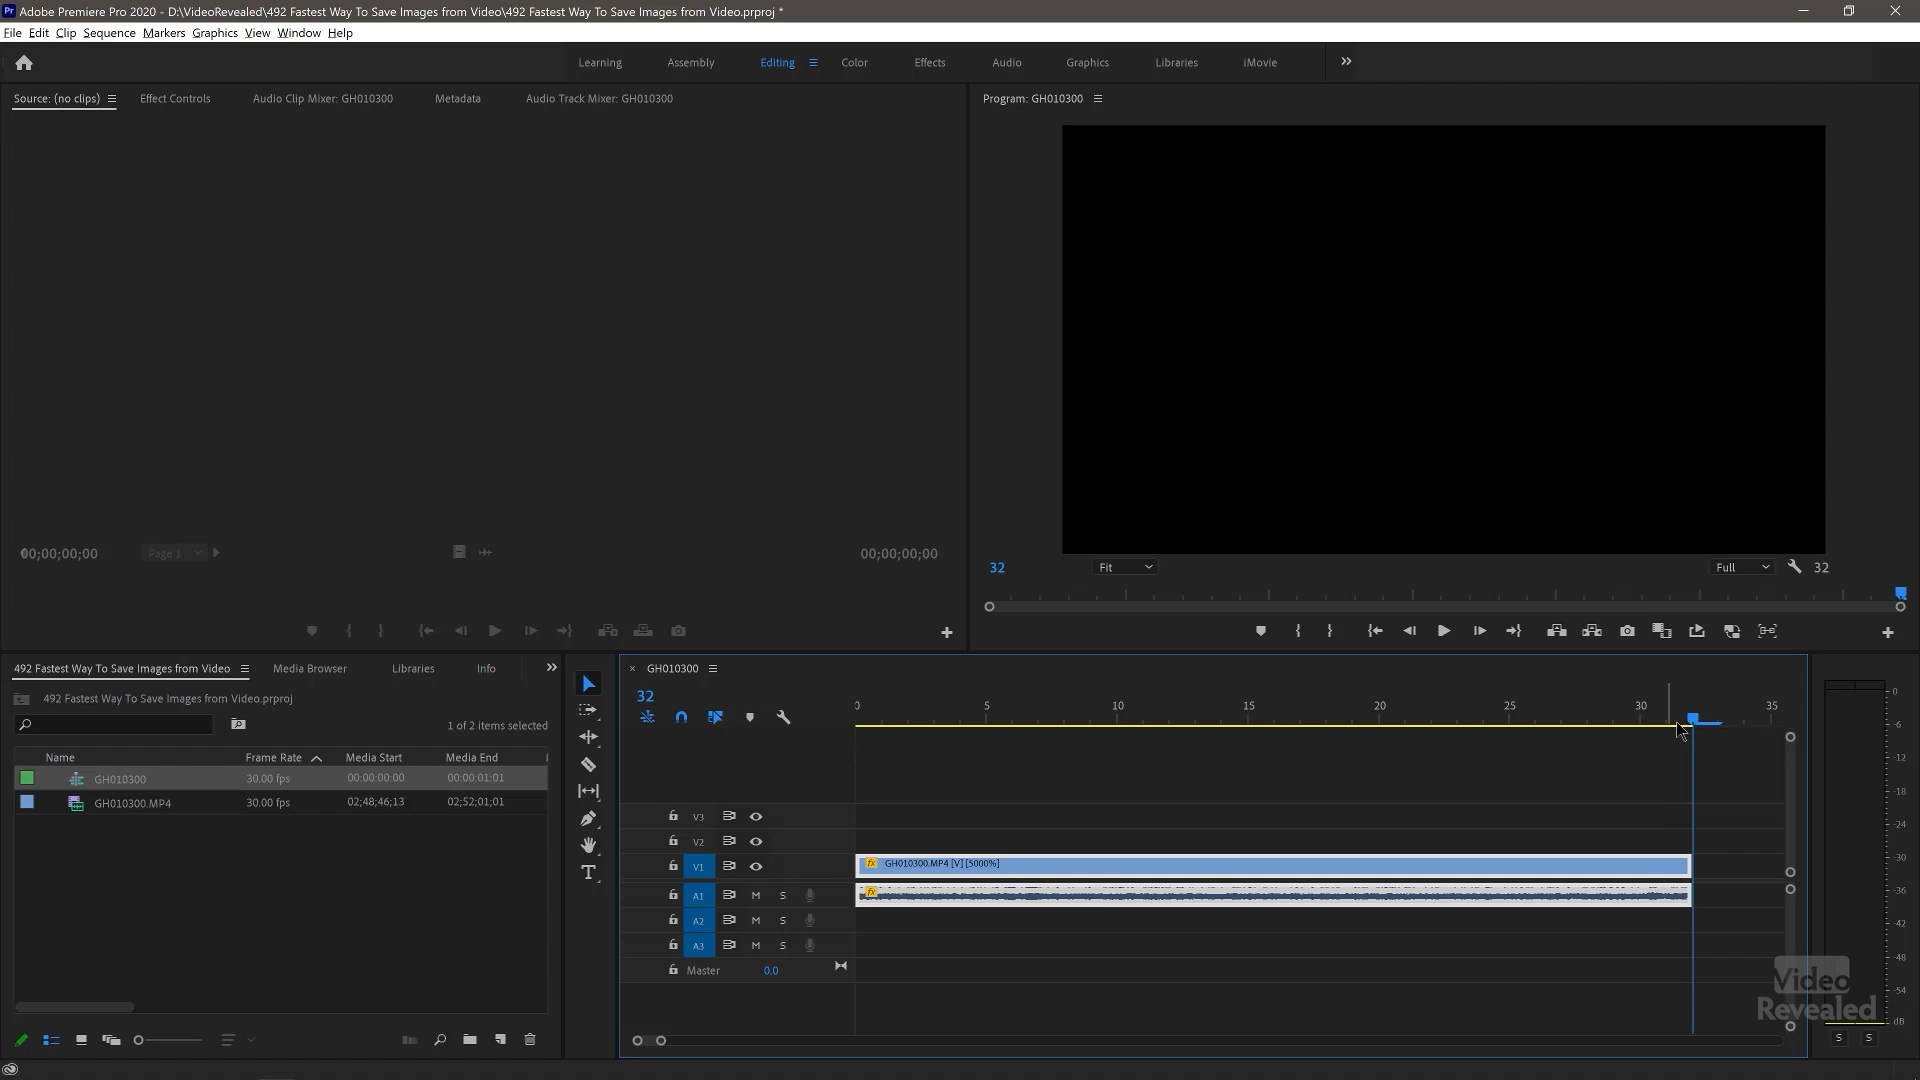 Adobe Premiere Pro 2020 - D:\VideoRevealed\492 Fastest Way To Save Images from Video\492 Fastest Way To Save Images from Video.prproj *
File Edit Clip Sequence Markers Graphics View Window Help
Learning Assembly Editing Color Effects Audio Graphics Libraries iMovie
Source: (no clips) Effect Controls Audio Clip Mixer: GH010300 Metadata Audio Track Mixer: GH010300
Program: GH010300
00;00;00;00 Page 1 00;00;00;00
32 Fit Full 32
492 Fastest Way To Save Images from Video Media Browser Libraries Info
492 Fastest Way To Save Images from Video.prproj
1 of 2 items selected
Name Frame Rate Media Start Media End
GH010300 30.00 fps 00:00:00:00 00:00:01:01
GH010300.MP4 30.00 fps 02;48;46;13 02;52;01;01
GH010300
32
0 5 10 15 20 25 30 35
V3
V2
V1 GH010300.MP4 [V] [5000%]
A1 M S
A2 M S
A3 M S
Master 0.0
0
-6
-12
-18
-24
-30
-36
-42
-48
-54
dB
S S
Video
Revealed